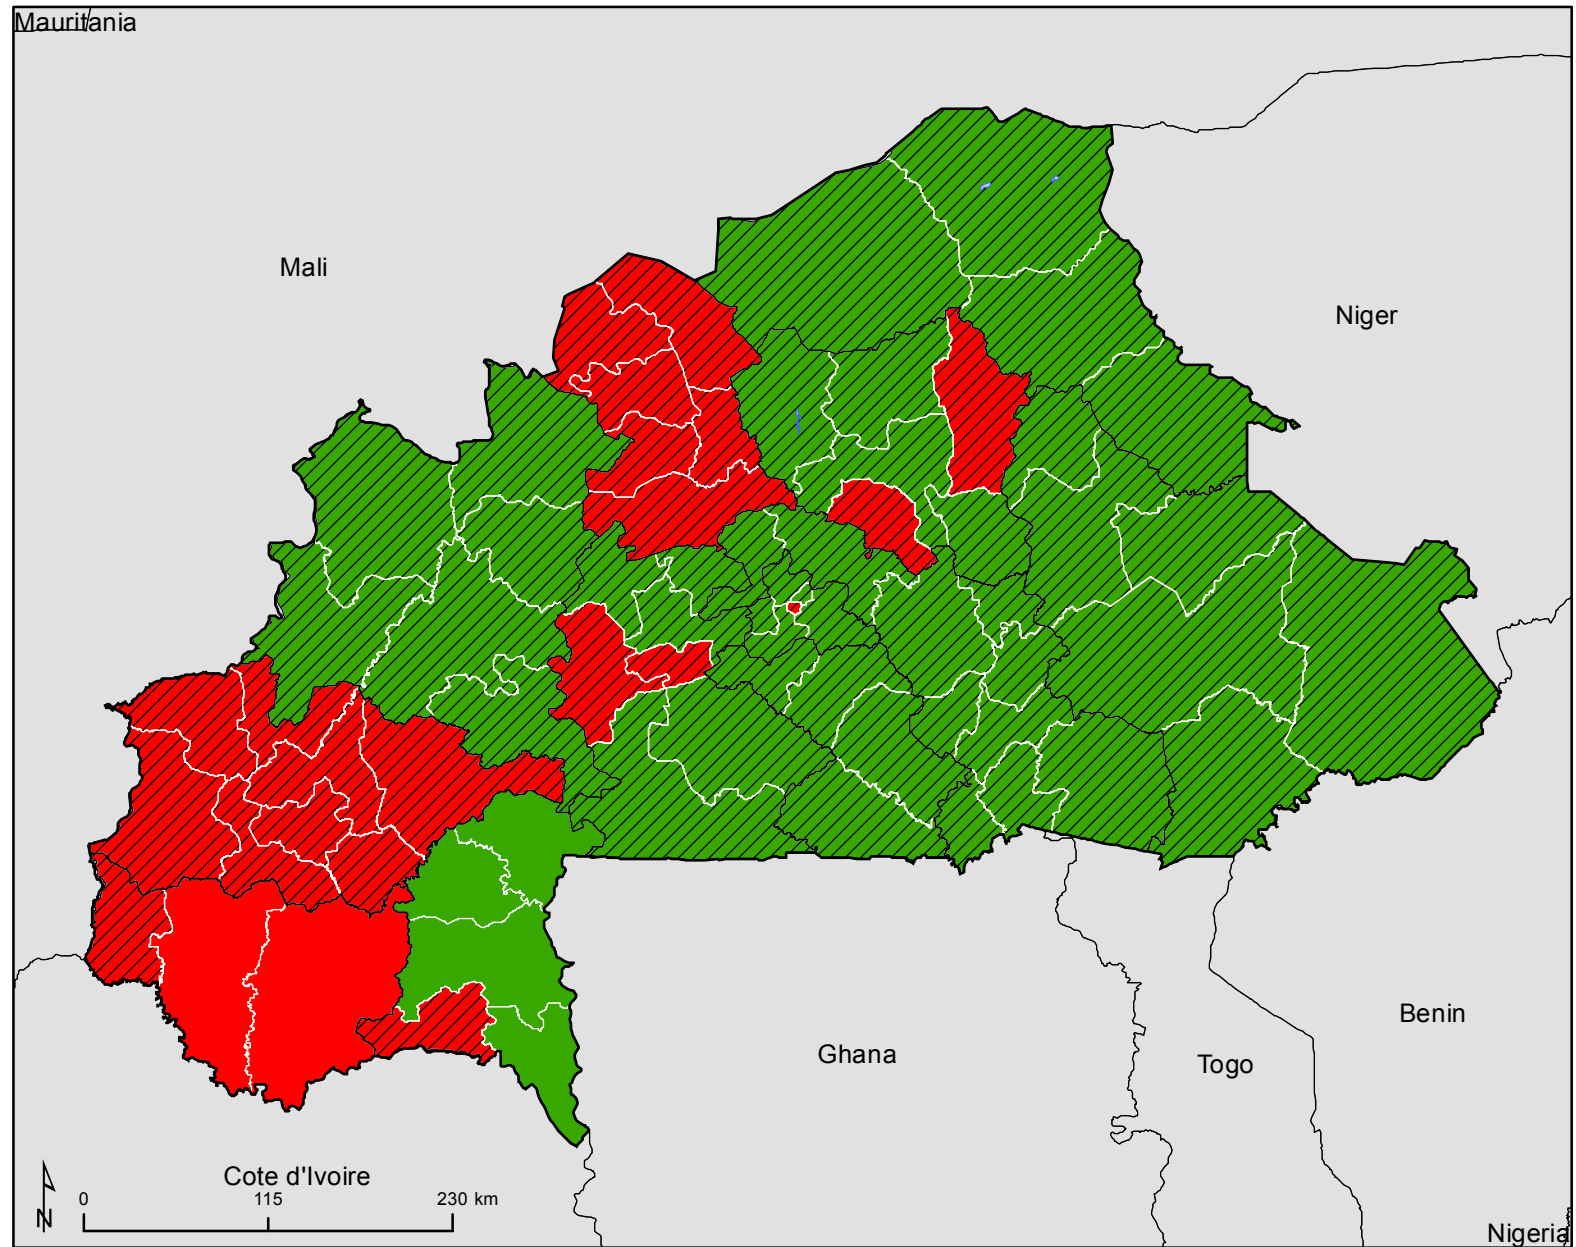 Mauritania
Mali
Niger
Benin
Ghana
Togo
Cote d'Ivoire
0 115 230 km
N
Nigeria